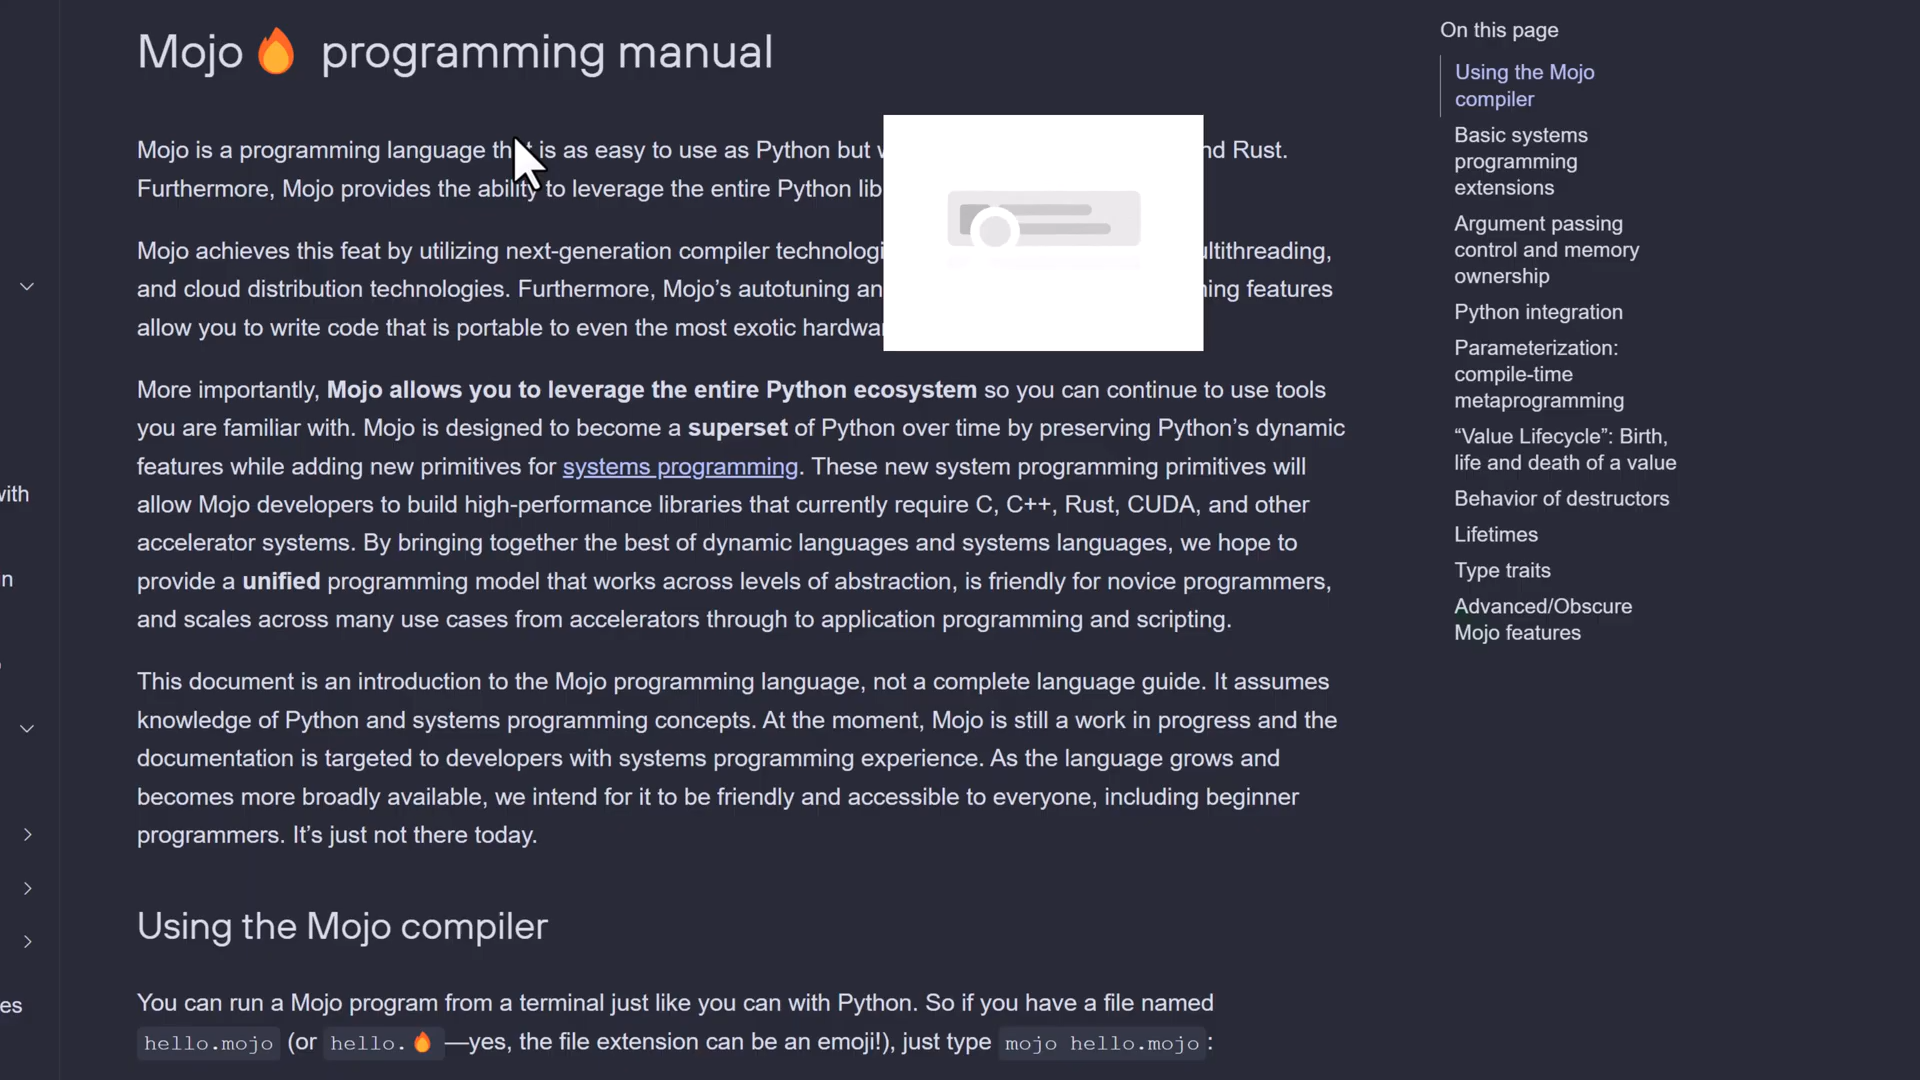 Mojo🔥 programming manual
Mojo is a programming language that is as easy to use as Python but nd Rust.
Furthermore, Mojo provides the ability to leverage the entire Python lib
Mojo achieves this feat by utilizing next-generation compiler technologi ultithreading,
and cloud distribution technologies. Furthermore, Mojo’s autotuning an ing features
allow you to write code that is portable to even the most exotic hardwa
More importantly, Mojo allows you to leverage the entire Python ecosystem so you can continue to use tools
you are familiar with. Mojo is designed to become a superset of Python over time by preserving Python’s dynamic
features while adding new primitives for systems programming. These new system programming primitives will
allow Mojo developers to build high-performance libraries that currently require C, C++, Rust, CUDA, and other
accelerator systems. By bringing together the best of dynamic languages and systems languages, we hope to
provide a unified programming model that works across levels of abstraction, is friendly for novice programmers,
and scales across many use cases from accelerators through to application programming and scripting.
This document is an introduction to the Mojo programming language, not a complete language guide. It assumes
knowledge of Python and systems programming concepts. At the moment, Mojo is still a work in progress and the
documentation is targeted to developers with systems programming experience. As the language grows and
becomes more broadly available, we intend for it to be friendly and accessible to everyone, including beginner
programmers. It’s just not there today.
Using the Mojo compiler
You can run a Mojo program from a terminal just like you can with Python. So if you have a file named
hello.mojo (or hello.🔥—yes, the file extension can be an emoji!), just type mojo hello.mojo:
On this page
Using the Mojo
compiler
Basic systems
programming
extensions
Argument passing
control and memory
ownership
Python integration
Parameterization:
compile-time
metaprogramming
“Value Lifecycle”: Birth,
life and death of a value
Behavior of destructors
Lifetimes
Type traits
Advanced/Obscure
Mojo features